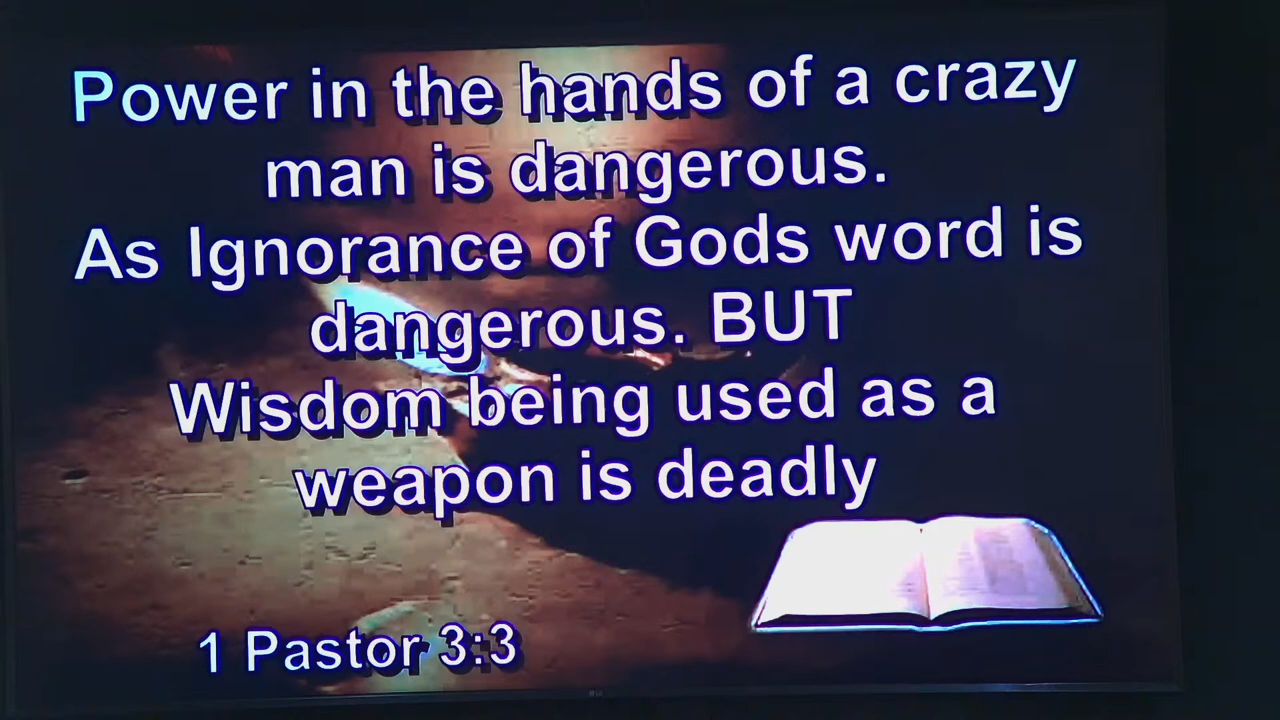 Power in the hands of a crazy
man is dangerous.
As Ignorance of Gods word is
dangerous. BUT
Wisdom being used as a
weapon is deadly
1 Pastor 3:3
LG